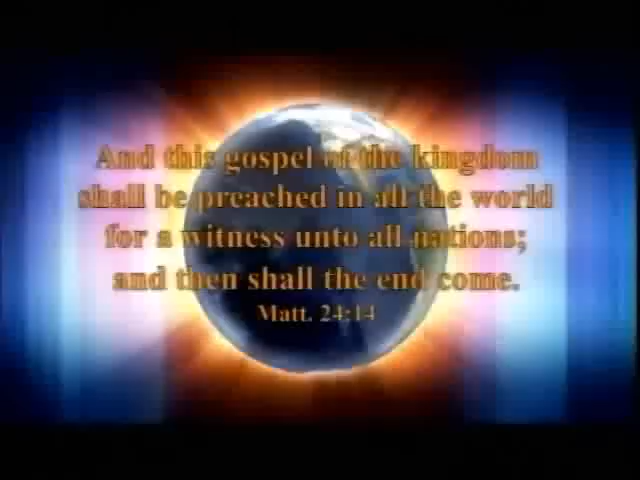 And this gospel of the kingdom
shall be preached in all the world
for a witness unto all nations;
and then shall the end come.
Matt. 24:14